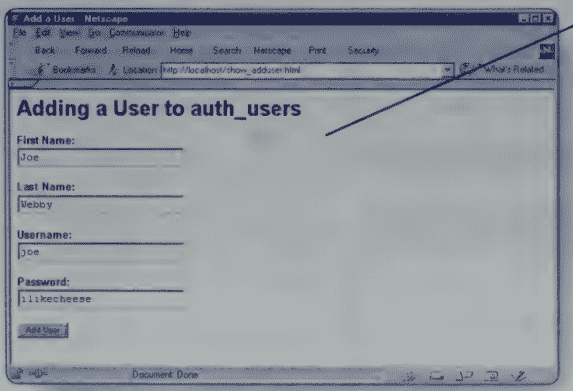 Add a User - Netscape
File Edit View Go Communicator Help
Back Forward Reload Home Search Netscape Print Security
Bookmarks Location http://localhost/show_adduser.html What's Related
Adding a User to auth_users
First Name:
Joe
Last Name:
Webby
Username:
joe
Password:
ilikecheese
Add User
Document: Done